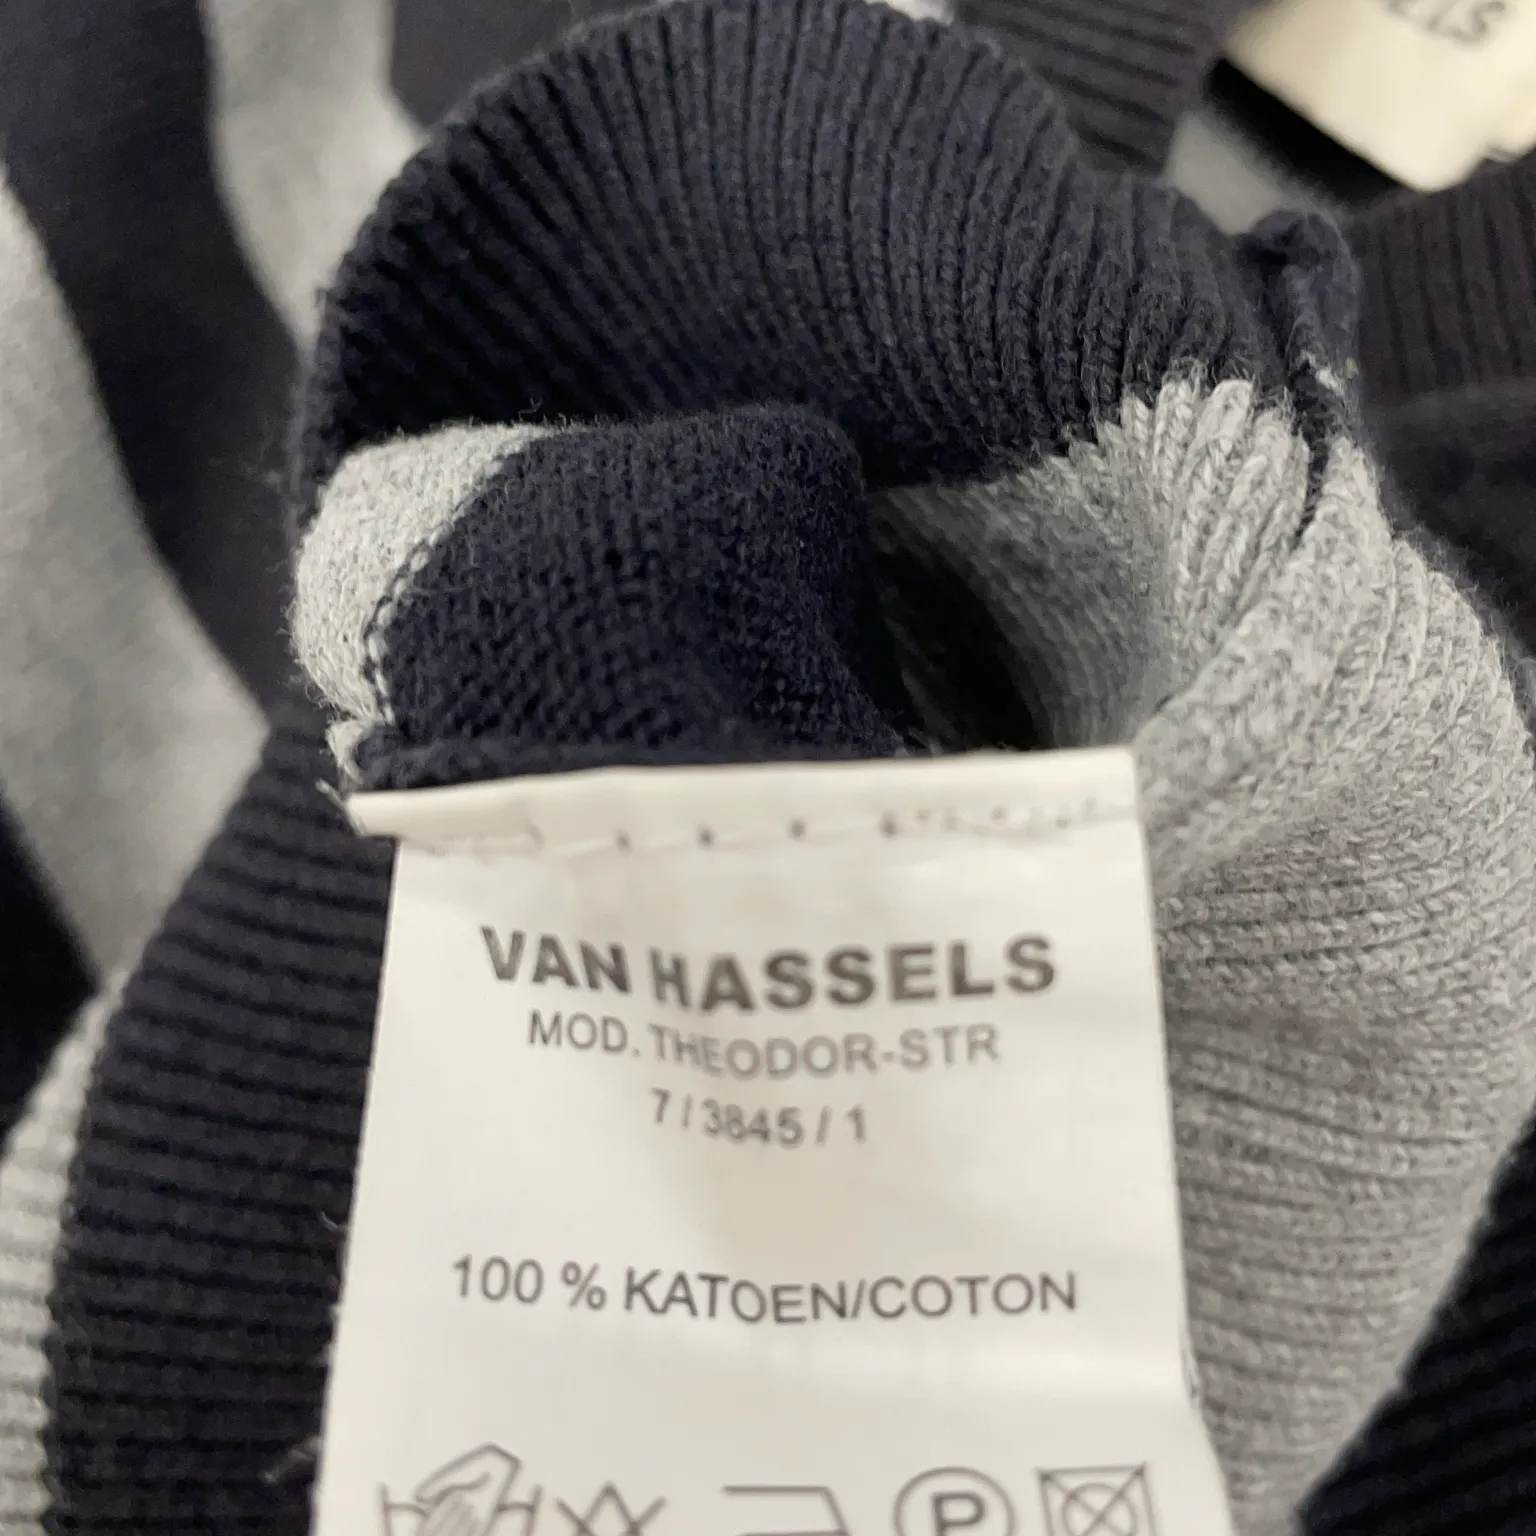 VAN HASSELS
MOD. THEODOR-STR
7 / 3845 / 1
100 % KATOEN/COTON
P